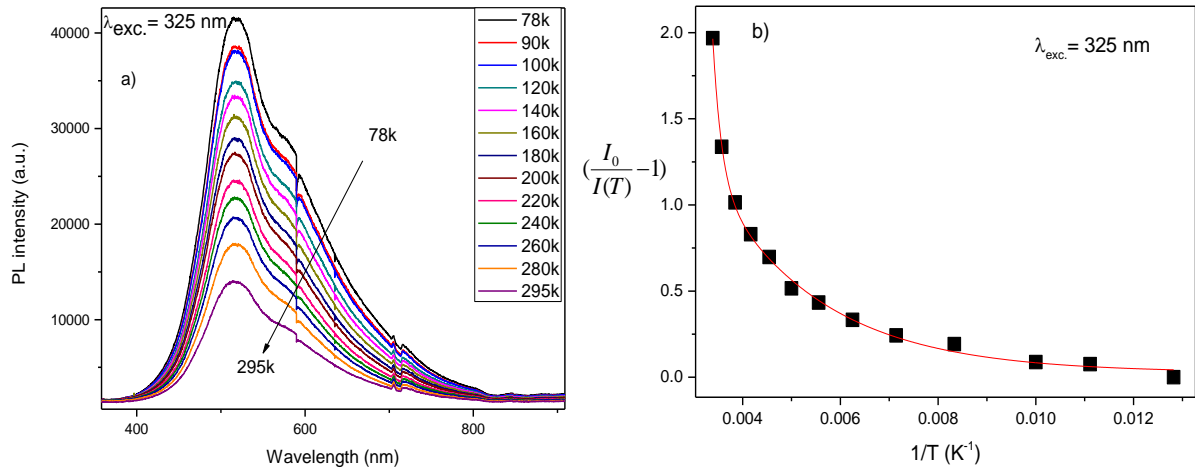 λexc.= 325 nm
a)
PL intensity (a.u.)
40000
30000
20000
10000
78k
295k
400
600
800
Wavelength (nm)
78k
90k
100k
120k
140k
160k
180k
200k
220k
240k
260k
280k
295k
b)
λexc.= 325 nm
(I0/I(T)−1)
2.0
1.5
1.0
0.5
0.0
0.004
0.006
0.008
0.010
0.012
1/T (K-1)